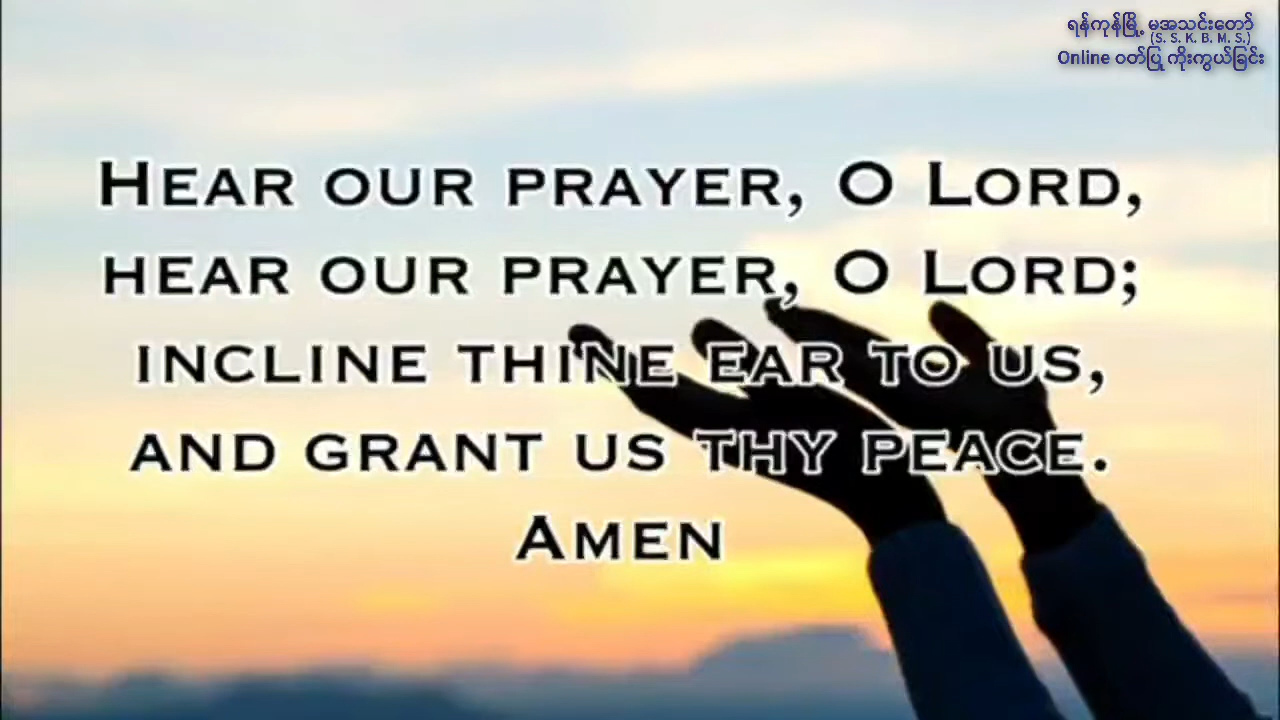 ရန်ကုန်မြို့ မအသင်းတော်
(S. S. K. B. M. S.)
Online ဝတ်ပြု ကိုးကွယ်ခြင်း
HEAR OUR PRAYER, O LORD,
HEAR OUR PRAYER, O LORD;
INCLINE THINE EAR TO US,
AND GRANT US THY PEACE.
AMEN